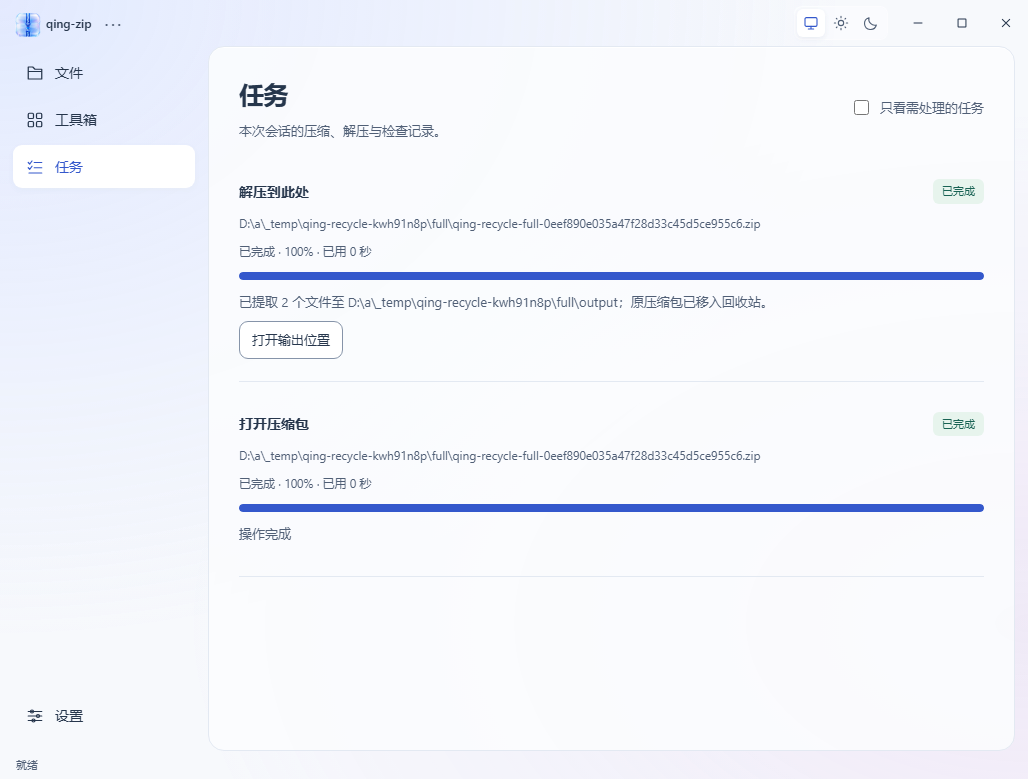 qing-zip ···
文件
工具箱
任务
任务
只看需处理的任务
本次会话的压缩、解压与检查记录。
解压到此处
已完成
D:\a\_temp\qing-recycle-kwh91n8p\full\qing-recycle-full-0eef890e035a47f28d33c45d5ce955c6.zip
已完成 · 100% · 已用 0 秒
已提取 2 个文件至 D:\a\_temp\qing-recycle-kwh91n8p\full\output；原压缩包已移入回收站。
打开输出位置
打开压缩包
已完成
D:\a\_temp\qing-recycle-kwh91n8p\full\qing-recycle-full-0eef890e035a47f28d33c45d5ce955c6.zip
已完成 · 100% · 已用 0 秒
操作完成
设置
就绪